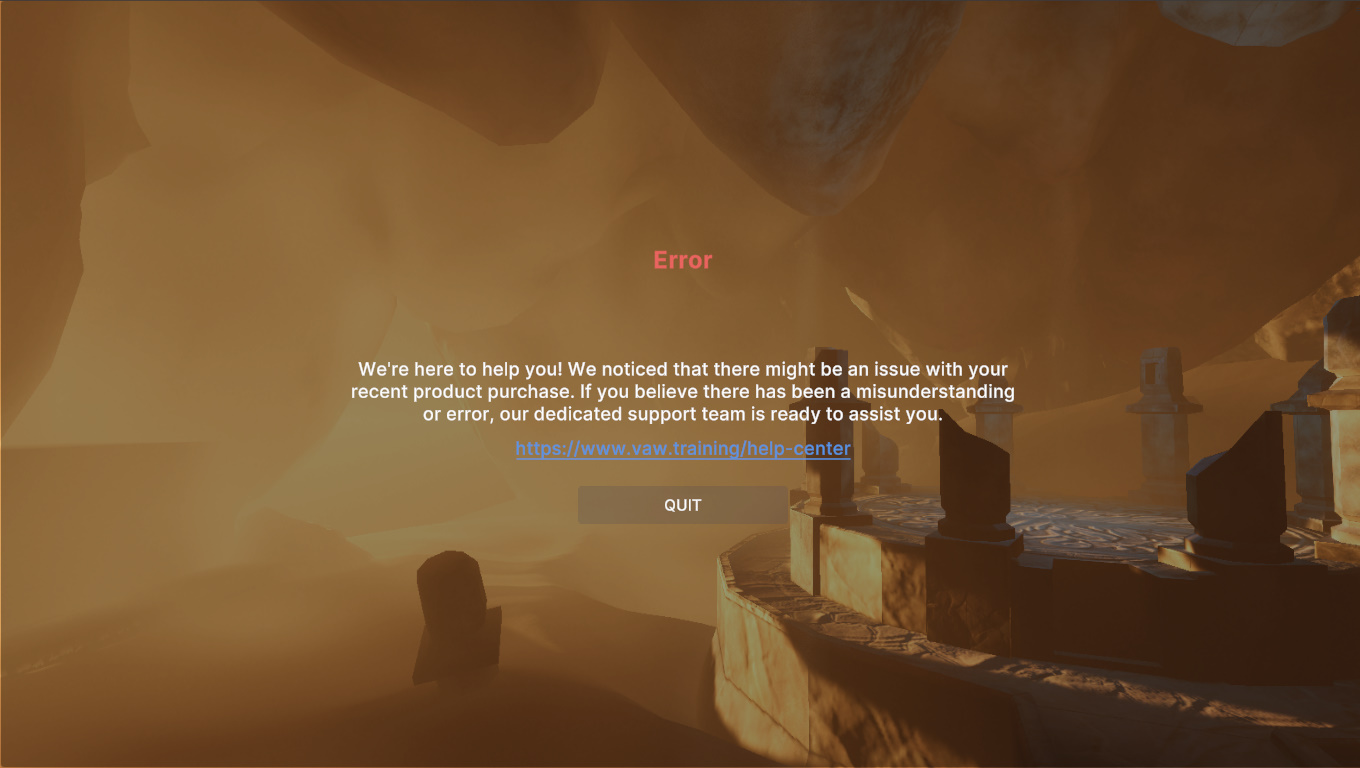 Error
We're here to help you! We noticed that there might be an issue with your
recent product purchase. If you believe there has been a misunderstanding
or error, our dedicated support team is ready to assist you.
https://www.vaw.training/help-center
QUIT